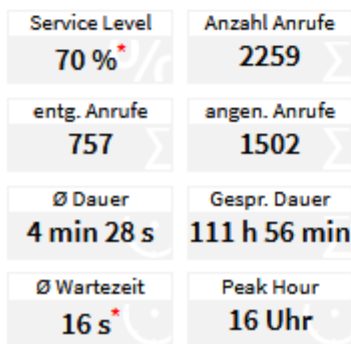 Service Level
70 %*
Anzahl Anrufe
2259
entg. Anrufe
757
angen. Anrufe
1502
Ø Dauer
4 min 28 s
Gespr. Dauer
111 h 56 min
Ø Wartezeit
16 s*
Peak Hour
16 Uhr